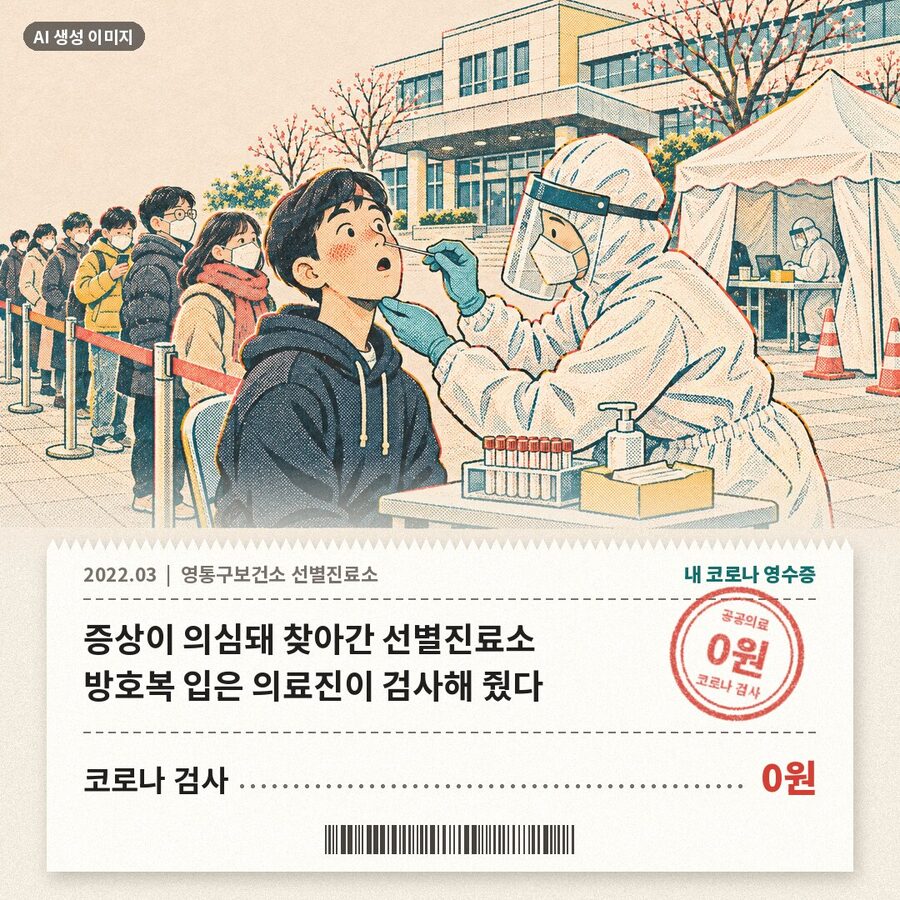 AI 생성 이미지
2022.03 | 영통구보건소 선별진료소
내 코로나 영수증
증상이 의심돼 찾아간 선별진료소
방호복 입은 의료진이 검사해 줬다
공공의료
0원
코로나 검사
코로나 검사 0원